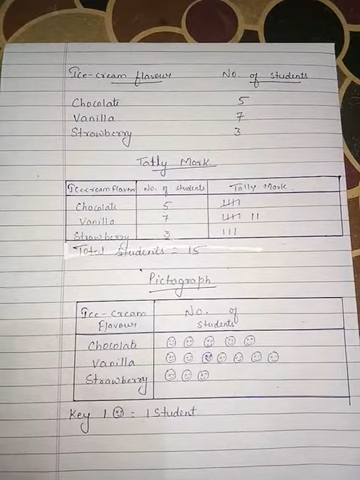 Ice-cream flavour No. of students
Chocolate 5
Vanilla 7
Strowberry 3
Tally Mark
Ice-cream flavour No. of students Tally Mark
Chocolate 5 𝍸
Vanilla 7 𝍸 ||
Strawberry 3 |||
Total Students = 15
Pictograph
Ice-cream flavour No. of students
Chocolate ☺ ☺ ☺ ☺ ☺
Vanilla ☺ ☺ ☺ ☺ ☺ ☺ ☺
Strawberry ☺ ☺ ☺
Key 1 ☺ = 1 Student